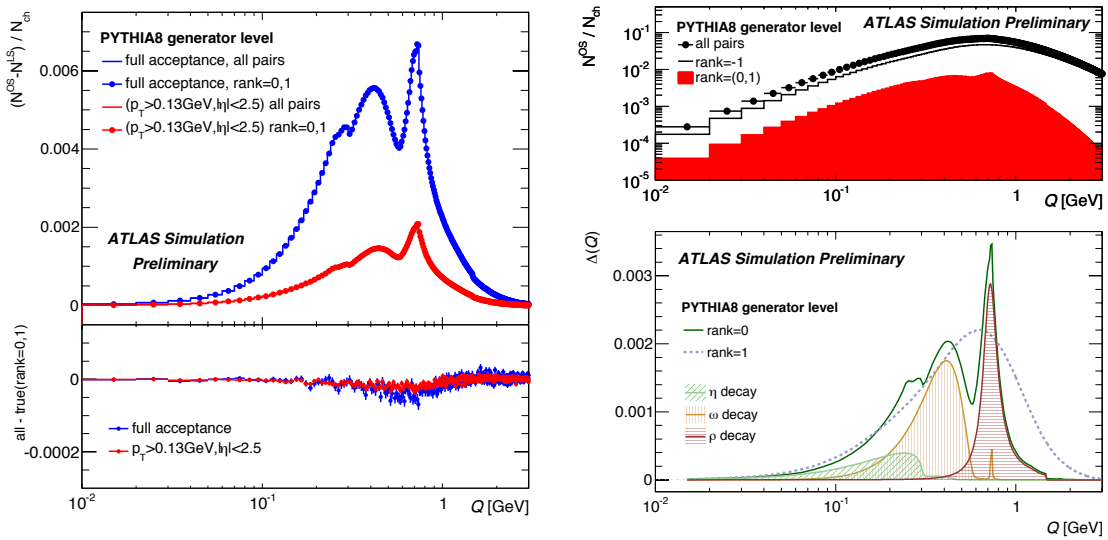 (N^OS-N^LS) / N_ch
PYTHIA8 generator level
full acceptance, all pairs
full acceptance, rank=0,1
(p_T>0.13GeV,|η|<2.5) all pairs
(p_T>0.13GeV,|η|<2.5) rank=0,1
0.006
0.004
0.002
0
ATLAS Simulation
Preliminary
all - true(rank=0,1)
0
-0.0002
full acceptance
p_T>0.13GeV,|η|<2.5
10^-2
10^-1
1
Q [GeV]
N^OS / N_ch
PYTHIA8 generator level
ATLAS Simulation Preliminary
all pairs
rank=-1
rank=(0,1)
10^-1
10^-2
10^-3
10^-4
10^-5
10^-2
10^-1
1
Q [GeV]
Δ(Q)
ATLAS Simulation Preliminary
PYTHIA8 generator level
rank=0
rank=1
η decay
ω decay
ρ decay
0.003
0.002
0.001
0
10^-2
10^-1
1
Q [GeV]